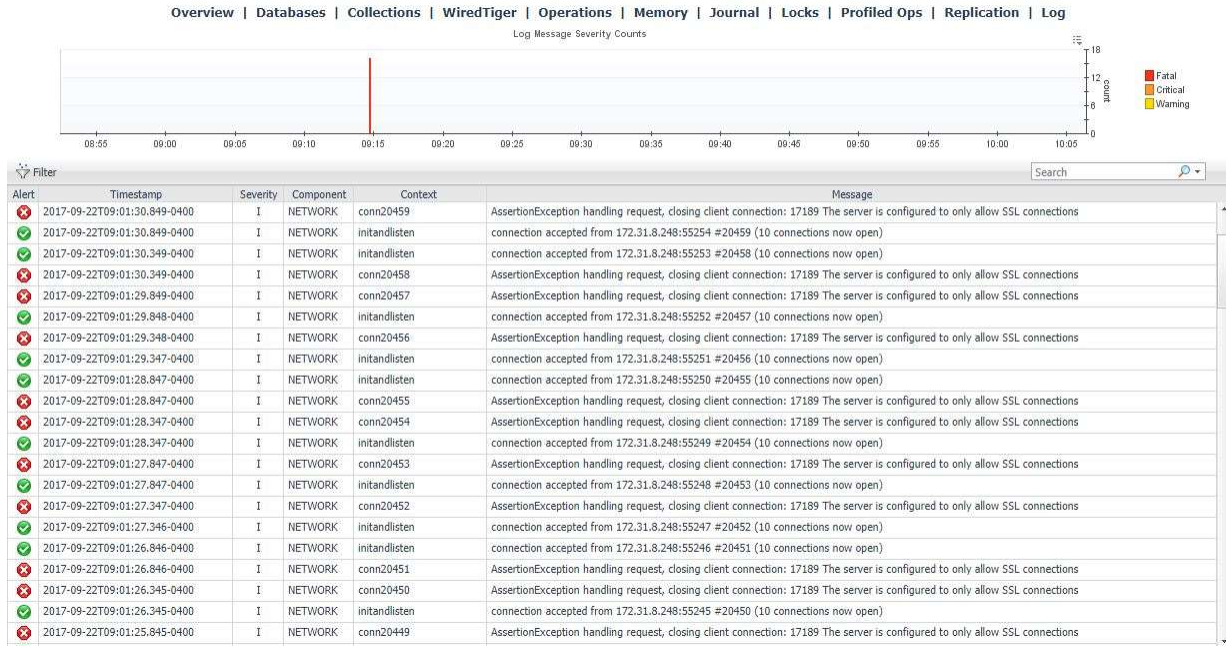 Overview | Databases | Collections | WiredTiger | Operations | Memory | Journal | Locks | Profiled Ops | Replication | Log
Log Message Severity Counts
18
12
6
0
count
Fatal
Critical
Warning
08:55 09:00 09:05 09:10 09:15 09:20 09:25 09:30 09:35 09:40 09:45 09:50 09:55 10:00 10:05
Filter Search
Alert Timestamp Severity Component Context Message
2017-09-22T09:01:30.849-0400 I NETWORK conn20459 AssertionException handling request, closing client connection: 17189 The server is configured to only allow SSL connections
2017-09-22T09:01:30.849-0400 I NETWORK initandlisten connection accepted from 172.31.8.248:55254 #20459 (10 connections now open)
2017-09-22T09:01:30.349-0400 I NETWORK initandlisten connection accepted from 172.31.8.248:55253 #20458 (10 connections now open)
2017-09-22T09:01:30.349-0400 I NETWORK conn20458 AssertionException handling request, closing client connection: 17189 The server is configured to only allow SSL connections
2017-09-22T09:01:29.849-0400 I NETWORK conn20457 AssertionException handling request, closing client connection: 17189 The server is configured to only allow SSL connections
2017-09-22T09:01:29.848-0400 I NETWORK initandlisten connection accepted from 172.31.8.248:55252 #20457 (10 connections now open)
2017-09-22T09:01:29.348-0400 I NETWORK conn20456 AssertionException handling request, closing client connection: 17189 The server is configured to only allow SSL connections
2017-09-22T09:01:29.347-0400 I NETWORK initandlisten connection accepted from 172.31.8.248:55251 #20456 (10 connections now open)
2017-09-22T09:01:28.847-0400 I NETWORK initandlisten connection accepted from 172.31.8.248:55250 #20455 (10 connections now open)
2017-09-22T09:01:28.847-0400 I NETWORK conn20455 AssertionException handling request, closing client connection: 17189 The server is configured to only allow SSL connections
2017-09-22T09:01:28.347-0400 I NETWORK conn20454 AssertionException handling request, closing client connection: 17189 The server is configured to only allow SSL connections
2017-09-22T09:01:28.347-0400 I NETWORK initandlisten connection accepted from 172.31.8.248:55249 #20454 (10 connections now open)
2017-09-22T09:01:27.847-0400 I NETWORK conn20453 AssertionException handling request, closing client connection: 17189 The server is configured to only allow SSL connections
2017-09-22T09:01:27.847-0400 I NETWORK initandlisten connection accepted from 172.31.8.248:55248 #20453 (10 connections now open)
2017-09-22T09:01:27.347-0400 I NETWORK conn20452 AssertionException handling request, closing client connection: 17189 The server is configured to only allow SSL connections
2017-09-22T09:01:27.346-0400 I NETWORK initandlisten connection accepted from 172.31.8.248:55247 #20452 (10 connections now open)
2017-09-22T09:01:26.846-0400 I NETWORK initandlisten connection accepted from 172.31.8.248:55246 #20451 (10 connections now open)
2017-09-22T09:01:26.846-0400 I NETWORK conn20451 AssertionException handling request, closing client connection: 17189 The server is configured to only allow SSL connections
2017-09-22T09:01:26.345-0400 I NETWORK conn20450 AssertionException handling request, closing client connection: 17189 The server is configured to only allow SSL connections
2017-09-22T09:01:26.345-0400 I NETWORK initandlisten connection accepted from 172.31.8.248:55245 #20450 (10 connections now open)
2017-09-22T09:01:25.845-0400 I NETWORK conn20449 AssertionException handling request, closing client connection: 17189 The server is configured to only allow SSL connections